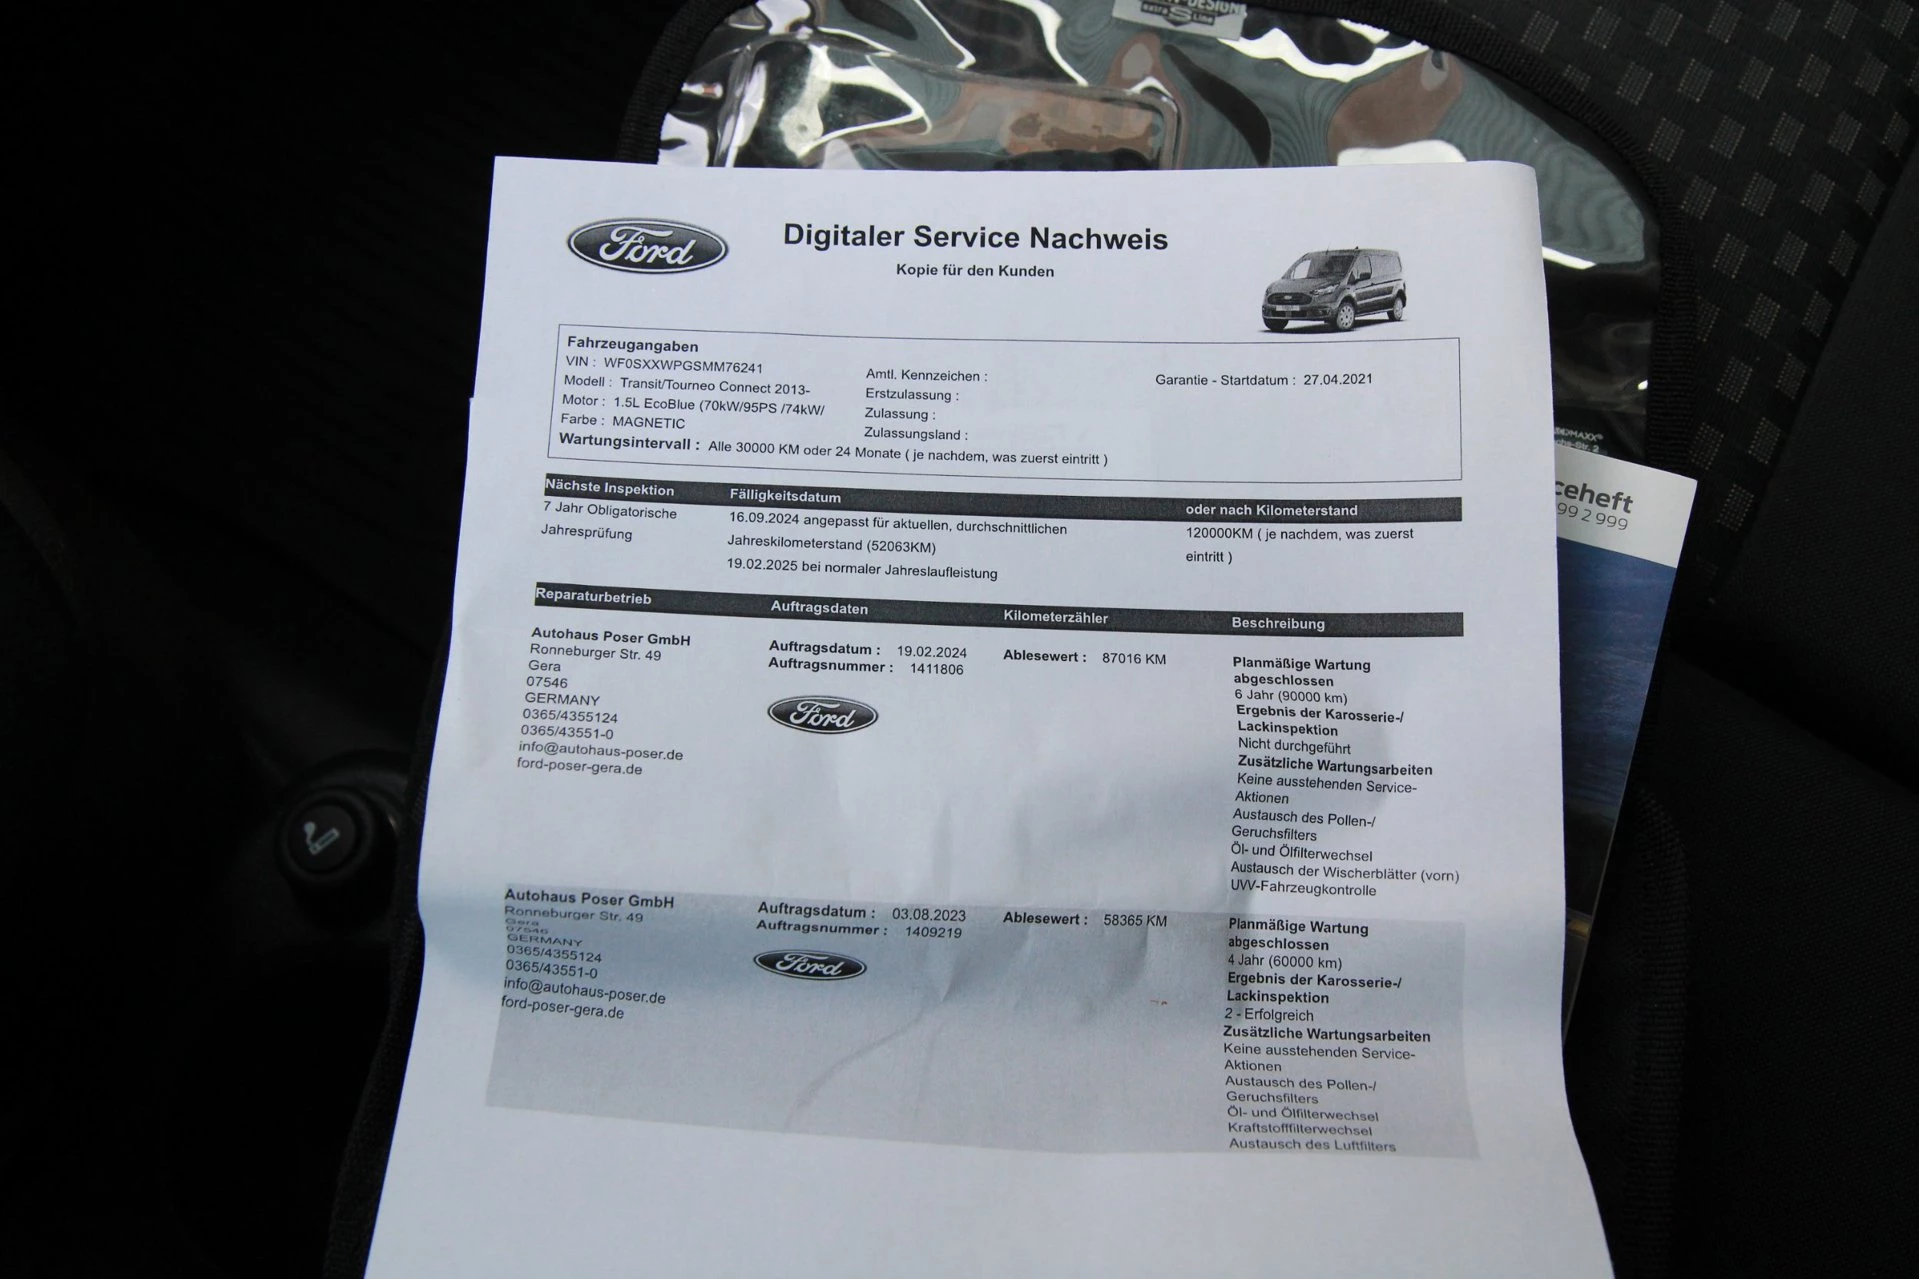 DESIGN
extra S Line
Ford
Digitaler Service Nachweis
Kopie für den Kunden
Fahrzeugangaben
VIN : WF0SXXWPGSMM76241
Modell : Transit/Tourneo Connect 2013-
Motor : 1.5L EcoBlue (70kW/95PS /74kW/
Farbe : MAGNETIC
Wartungsintervall : Alle 30000 KM oder 24 Monate ( je nachdem, was zuerst eintritt )
Amtl. Kennzeichen :
Erstzulassung :
Zulassung :
Zulassungsland :
Garantie - Startdatum : 27.04.2021
Nächste Inspektion Fälligkeitsdatum oder nach Kilometerstand
7 Jahr Obligatorische
Jahresprüfung
16.09.2024 angepasst für aktuellen, durchschnittlichen
Jahreskilometerstand (52063KM)
19.02.2025 bei normaler Jahreslaufleistung
120000KM ( je nachdem, was zuerst
eintritt )
Reparaturbetrieb Auftragsdaten Kilometerzähler Beschreibung
Autohaus Poser GmbH
Ronneburger Str. 49
Gera
07546
GERMANY
0365/4355124
0365/43551-0
info@autohaus-poser.de
ford-poser-gera.de
Auftragsdatum : 19.02.2024
Auftragsnummer : 1411806
Ford
Ablesewert : 87016 KM
Planmäßige Wartung
abgeschlossen
6 Jahr (90000 km)
Ergebnis der Karosserie-/
Lackinspektion
Nicht durchgeführt
Zusätzliche Wartungsarbeiten
Keine ausstehenden Service-
Aktionen
Austausch des Pollen-/
Geruchsfilters
Öl- und Ölfilterwechsel
Austausch der Wischerblätter (vorn)
UVV-Fahrzeugkontrolle
Autohaus Poser GmbH
Ronneburger Str. 49
Gera
07546
GERMANY
0365/4355124
0365/43551-0
info@autohaus-poser.de
ford-poser-gera.de
Auftragsdatum : 03.08.2023
Auftragsnummer : 1409219
Ford
Ablesewert : 58365 KM
Planmäßige Wartung
abgeschlossen
4 Jahr (60000 km)
Ergebnis der Karosserie-/
Lackinspektion
2 - Erfolgreich
Zusätzliche Wartungsarbeiten
Keine ausstehenden Service-
Aktionen
Austausch des Pollen-/
Geruchsfilters
Öl- und Ölfilterwechsel
Kraftstofffilterwechsel
Austausch des Luftfilters
ceheft
99 2 999